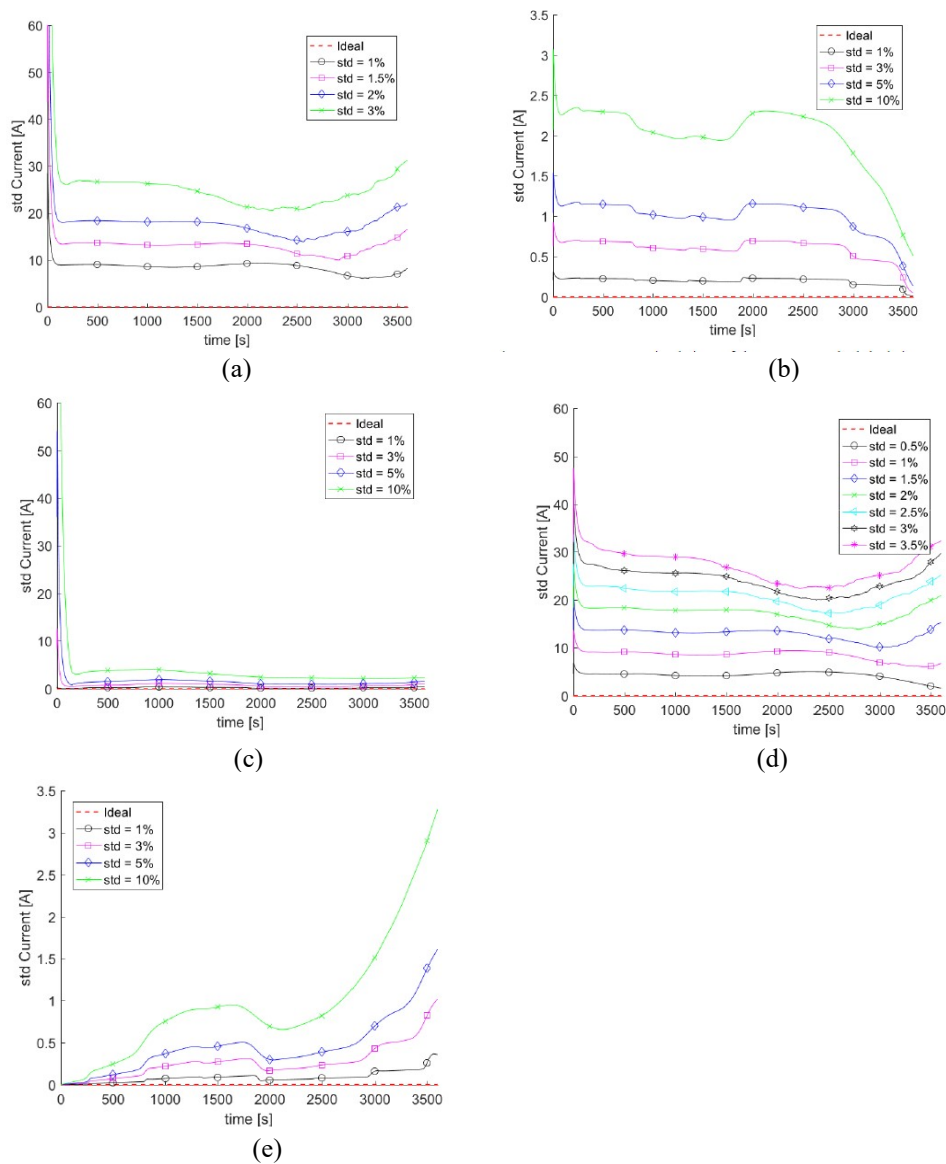 60
50
40
30
20
10
0
std Current [A]
0 500 1000 1500 2000 2500 3000 3500
time [s]
Ideal
std = 1%
std = 1.5%
std = 2%
std = 3%
(a)
3.5
3
2.5
2
1.5
1
0.5
0
std Current [A]
0 500 1000 1500 2000 2500 3000 3500
time [s]
Ideal
std = 1%
std = 3%
std = 5%
std = 10%
(b)
60
50
40
30
20
10
0
std Current [A]
0 500 1000 1500 2000 2500 3000 3500
time [s]
Ideal
std = 1%
std = 3%
std = 5%
std = 10%
(c)
60
50
40
30
20
10
0
std Current [A]
0 500 1000 1500 2000 2500 3000 3500
time [s]
Ideal
std = 0.5%
std = 1%
std = 1.5%
std = 2%
std = 2.5%
std = 3%
std = 3.5%
(d)
3.5
3
2.5
2
1.5
1
0.5
0
std Current [A]
0 500 1000 1500 2000 2500 3000 3500
time [s]
Ideal
std = 1%
std = 3%
std = 5%
std = 10%
(e)